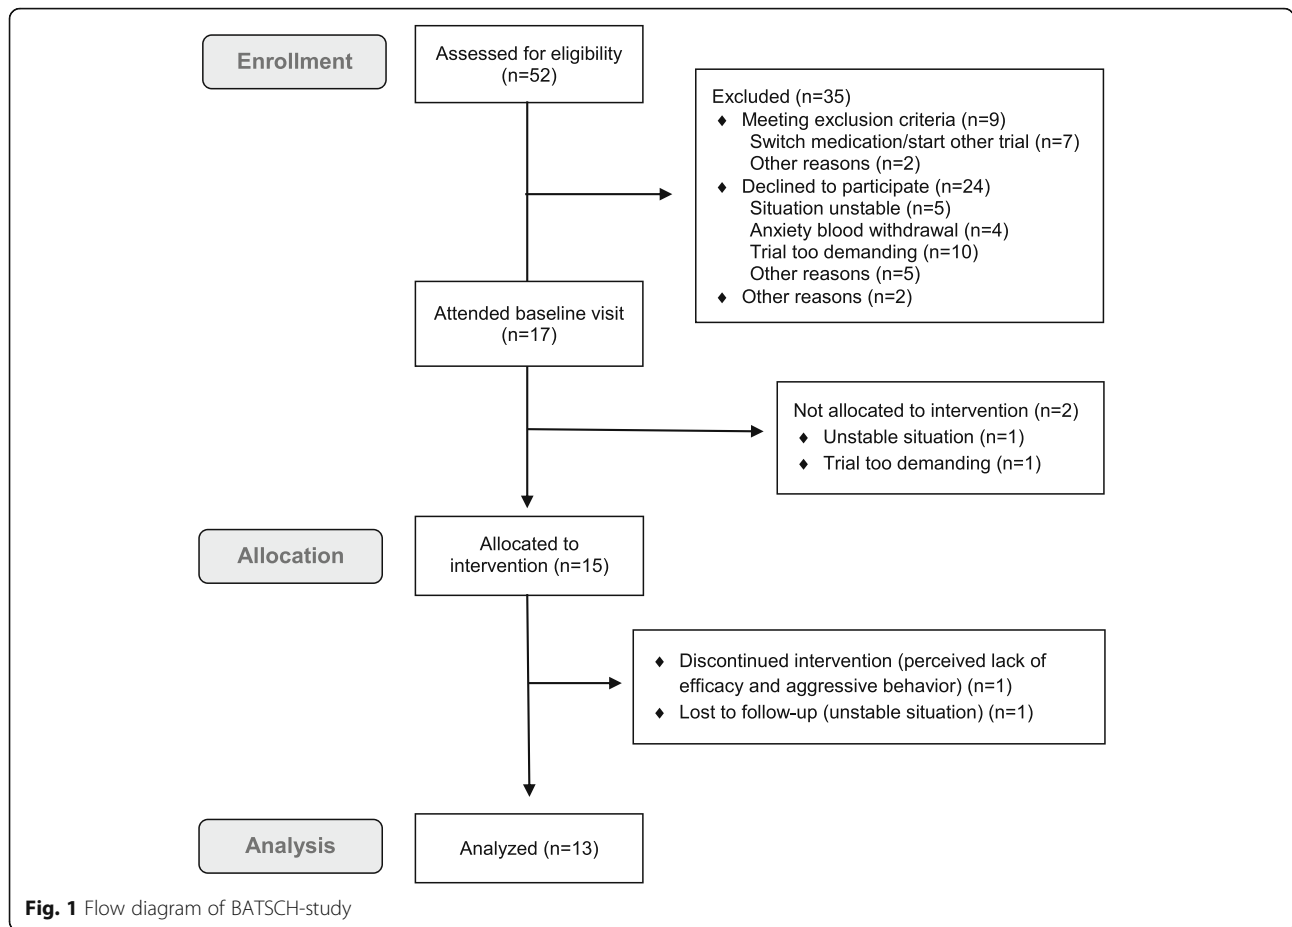 Enrollment
Assessed for eligibility
(n=52)
Excluded (n=35)
♦ Meeting exclusion criteria (n=9)
Switch medication/start other trial (n=7)
Other reasons (n=2)
♦ Declined to participate (n=24)
Situation unstable (n=5)
Anxiety blood withdrawal (n=4)
Trial too demanding (n=10)
Other reasons (n=5)
♦ Other reasons (n=2)
Attended baseline visit
(n=17)
Not allocated to intervention (n=2)
♦ Unstable situation (n=1)
♦ Trial too demanding (n=1)
Allocation
Allocated to
intervention (n=15)
♦ Discontinued intervention (perceived lack of
efficacy and aggressive behavior) (n=1)
♦ Lost to follow-up (unstable situation) (n=1)
Analysis
Analyzed (n=13)
Fig. 1 Flow diagram of BATSCH-study